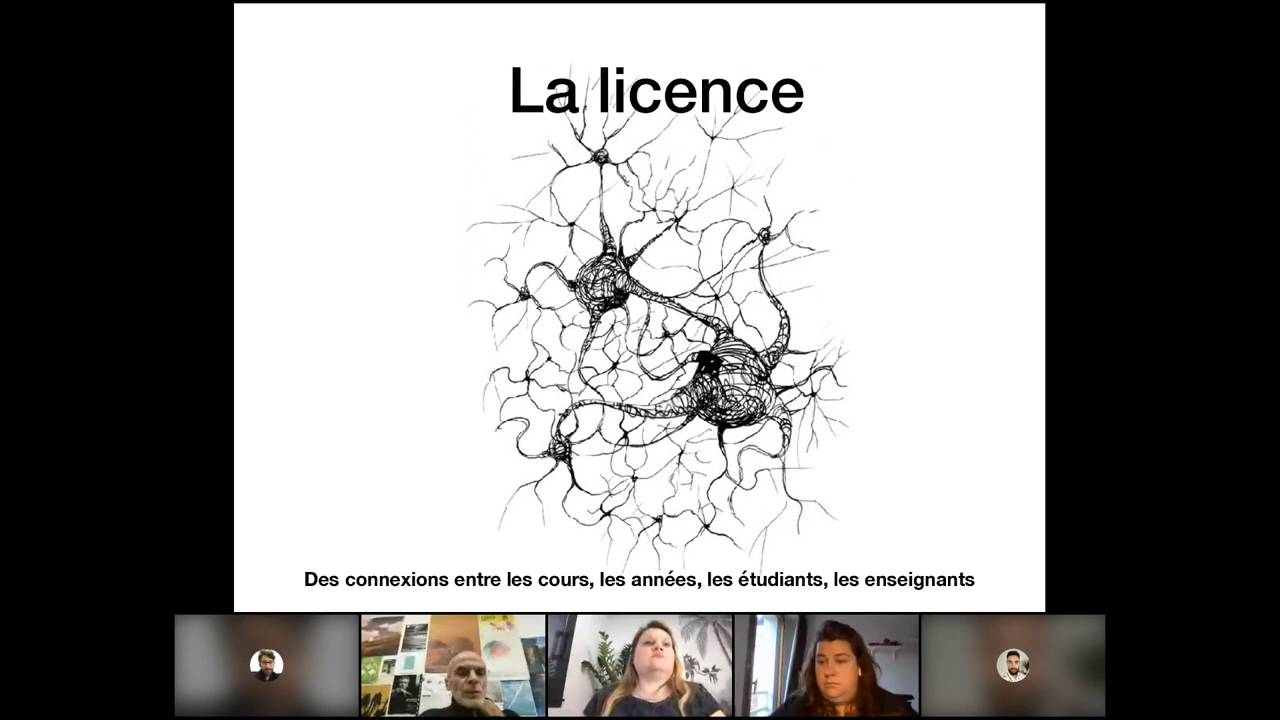 La licence
Des connexions entre les cours, les années, les étudiants, les enseignants